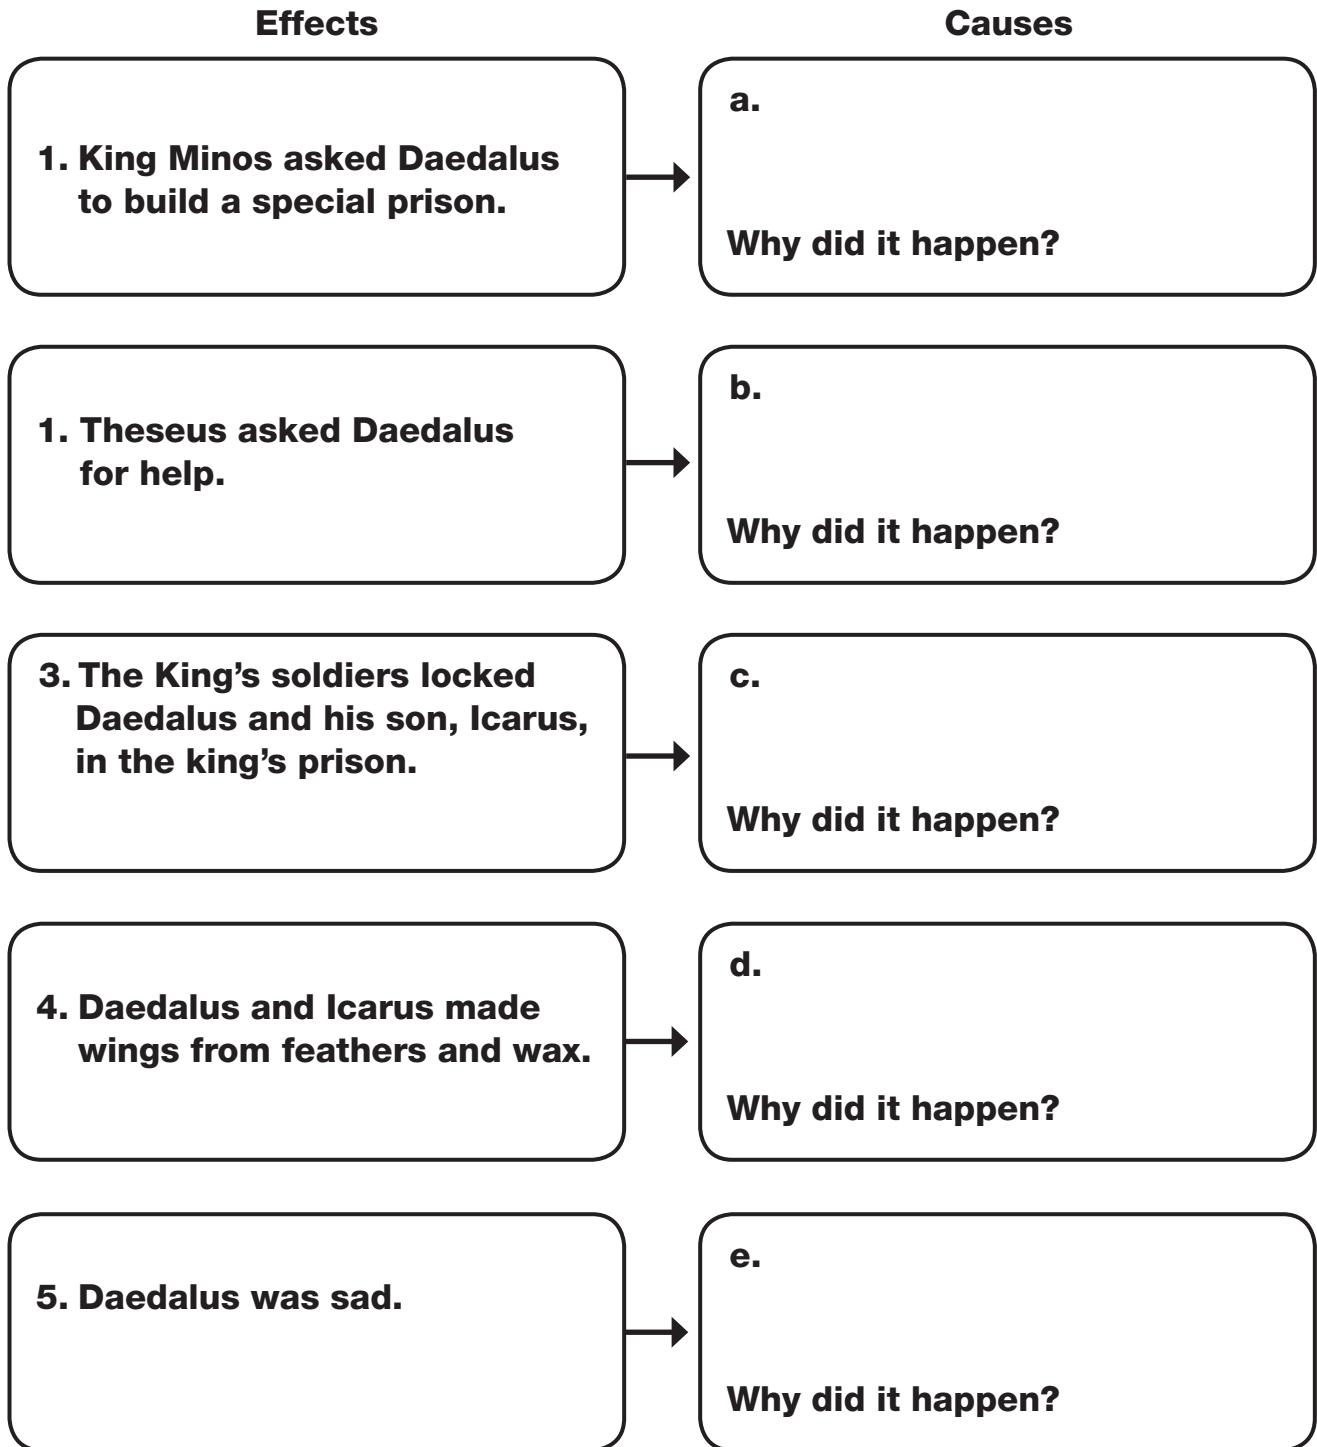 Effects
Causes
1. King Minos asked Daedalus
to build a special prison.
a.
Why did it happen?
1. Theseus asked Daedalus
for help.
b.
Why did it happen?
3. The King’s soldiers locked
Daedalus and his son, Icarus,
in the king’s prison.
c.
Why did it happen?
4. Daedalus and Icarus made
wings from feathers and wax.
d.
Why did it happen?
5. Daedalus was sad.
e.
Why did it happen?